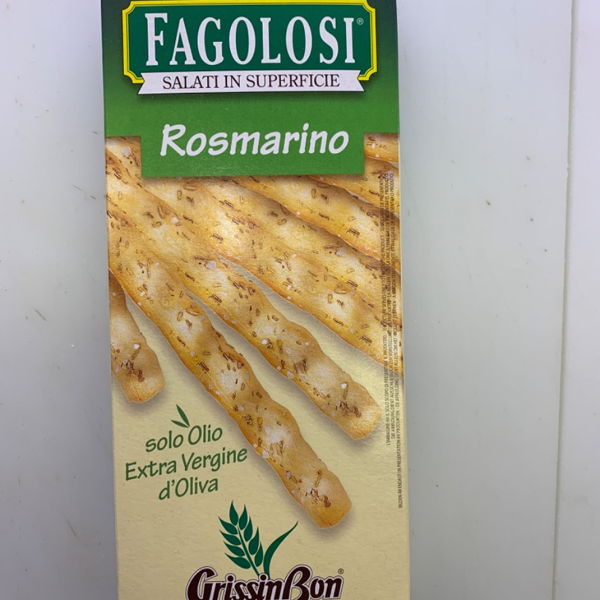 FAGOLOSI®
SALATI IN SUPERFICIE
Rosmarino
solo Olio
Extra Vergine
d'Oliva
GrissinBon®